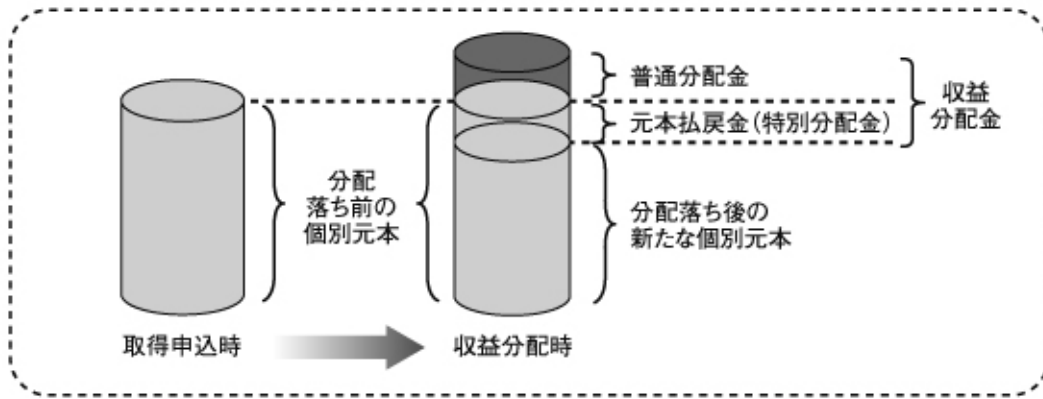 普通分配金
元本払戻金(特別分配金)
収益
分配金
分配
落ち前の
個別元本
分配落ち後の
新たな個別元本
取得申込時
収益分配時